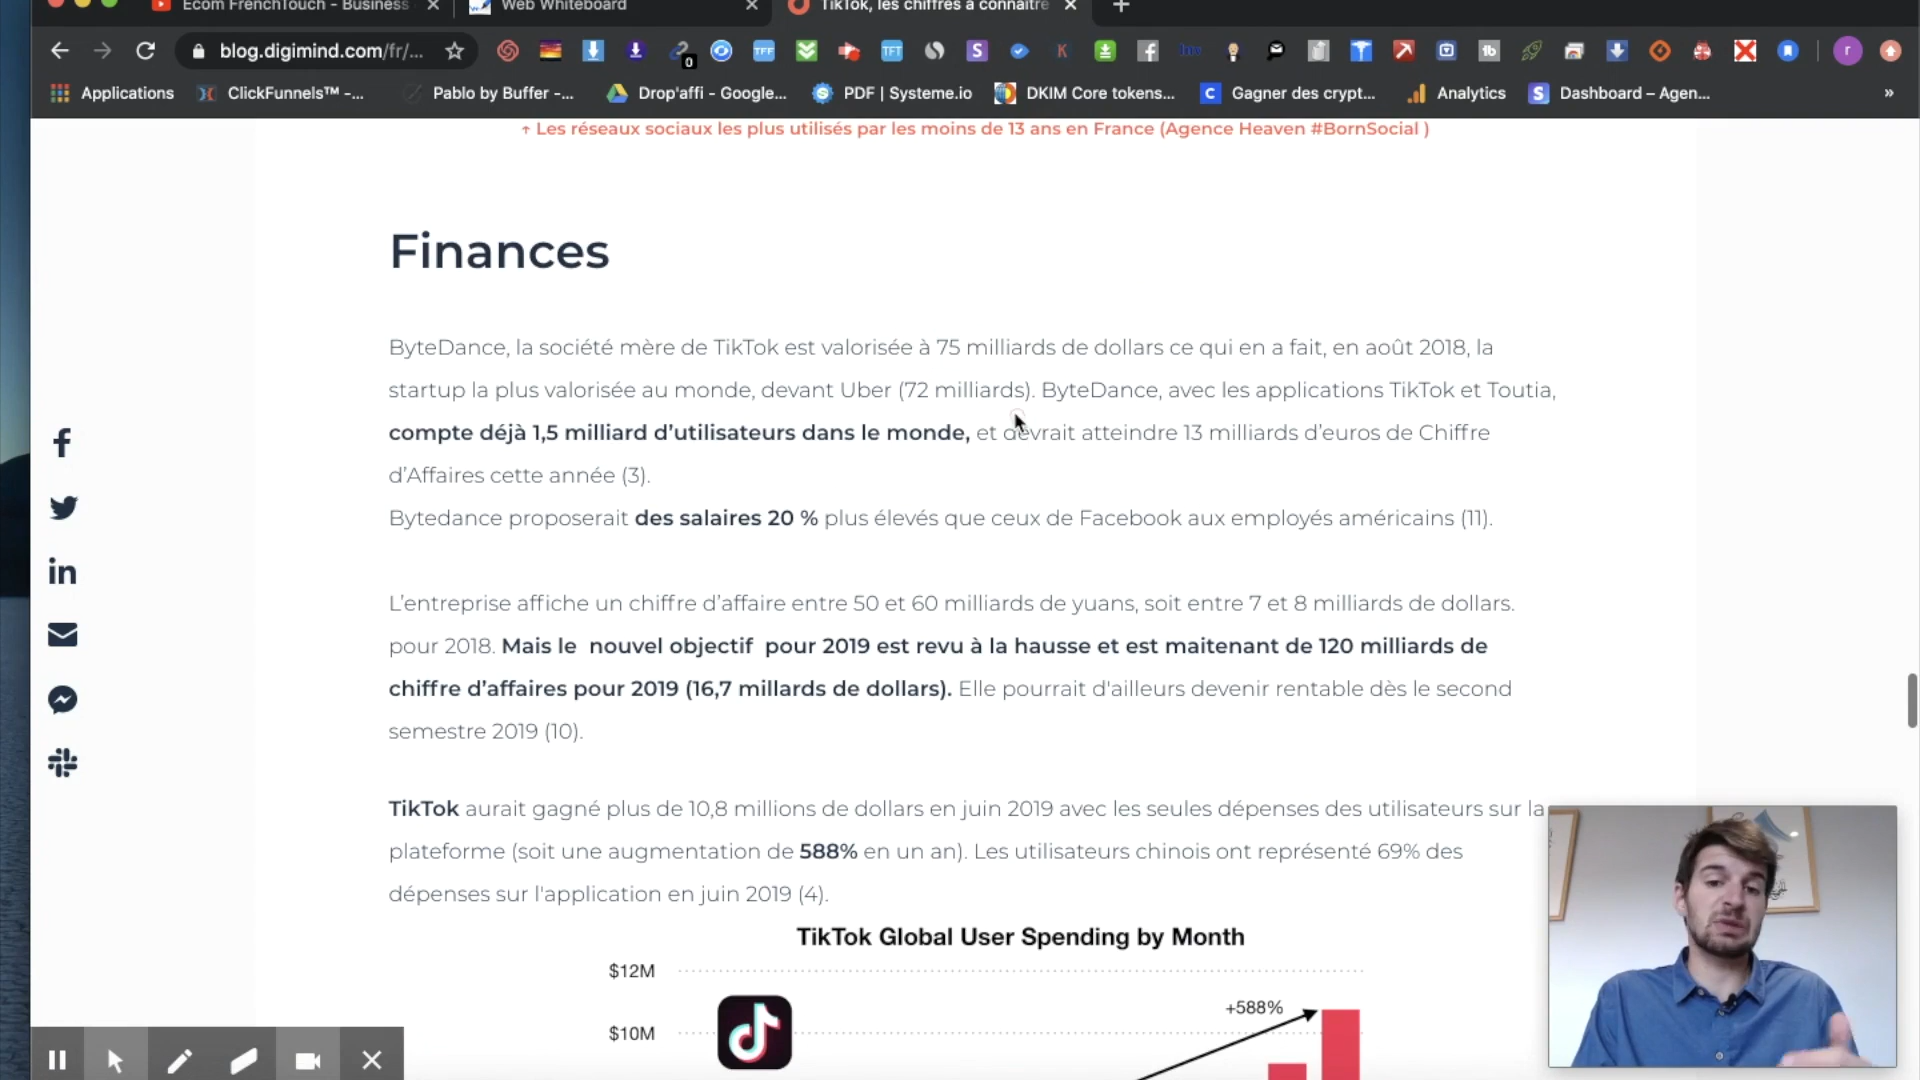 Ecom FrenchTouch - Business
Web Whiteboard
TikTok, les chiffres à connaître
blog.digimind.com/fr/...
0
TFF
TFT
S
K
Applications
ClickFunnels™ -...
Pablo by Buffer -...
Drop'affi - Google...
PDF | Systeme.io
DKIM Core tokens...
C
Gagner des crypt...
Analytics
S
Dashboard – Agen...
»
r
↑ Les réseaux sociaux les plus utilisés par les moins de 13 ans en France (Agence Heaven #BornSocial )
Finances
ByteDance, la société mère de TikTok est valorisée à 75 milliards de dollars ce qui en a fait, en août 2018, la
startup la plus valorisée au monde, devant Uber (72 milliards). ByteDance, avec les applications TikTok et Toutia,
compte déjà 1,5 milliard d’utilisateurs dans le monde, et devrait atteindre 13 milliards d’euros de Chiffre
d’Affaires cette année (3).
Bytedance proposerait des salaires 20 % plus élevés que ceux de Facebook aux employés américains (11).
L’entreprise affiche un chiffre d’affaire entre 50 et 60 milliards de yuans, soit entre 7 et 8 milliards de dollars.
pour 2018. Mais le nouvel objectif pour 2019 est revu à la hausse et est maitenant de 120 milliards de
chiffre d’affaires pour 2019 (16,7 millards de dollars). Elle pourrait d'ailleurs devenir rentable dès le second
semestre 2019 (10).
TikTok aurait gagné plus de 10,8 millions de dollars en juin 2019 avec les seules dépenses des utilisateurs sur la
plateforme (soit une augmentation de 588% en un an). Les utilisateurs chinois ont représenté 69% des
dépenses sur l'application en juin 2019 (4).
TikTok Global User Spending by Month
$12M
+588%
$10M